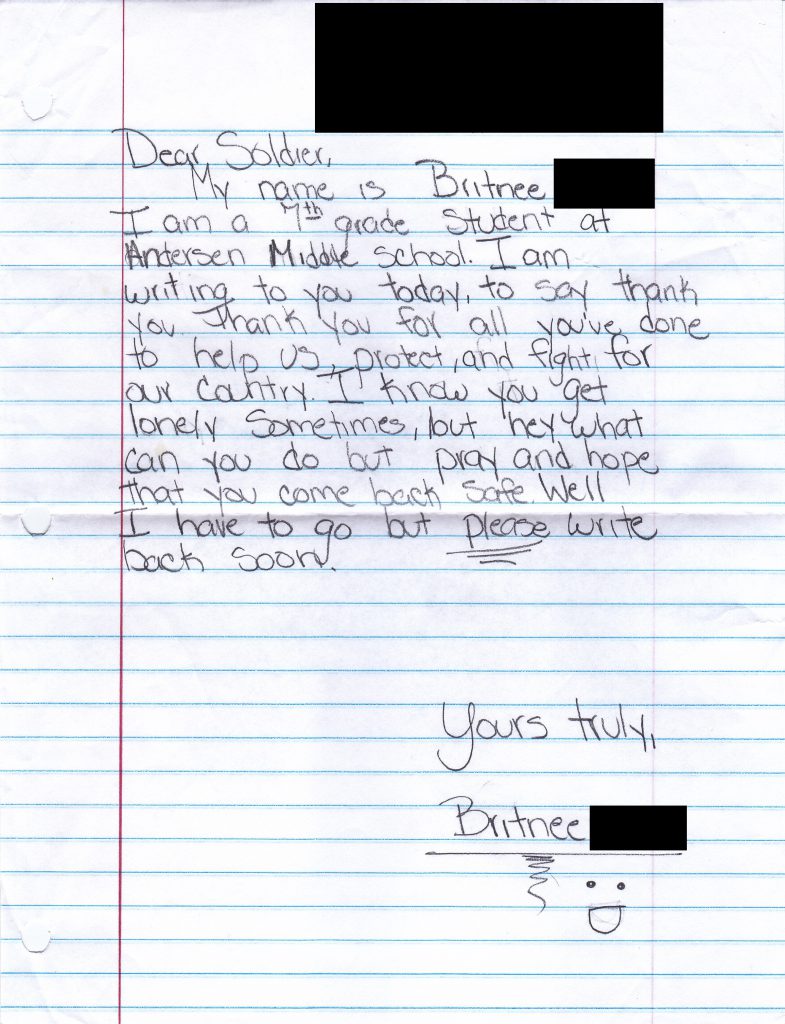 Dear Soldier,
My name is Britnee
I am a 7th grade student at
Andersen Middle school. I am
writing to you today, to say thank
you. Thank you for all you've done
to help us, protect, and fight for
our country. I know you get
lonely sometimes, but hey what
can you do but pray and hope
that you come back safe. Well
I have to go but please write
back soon.
Yours truly,
Britnee